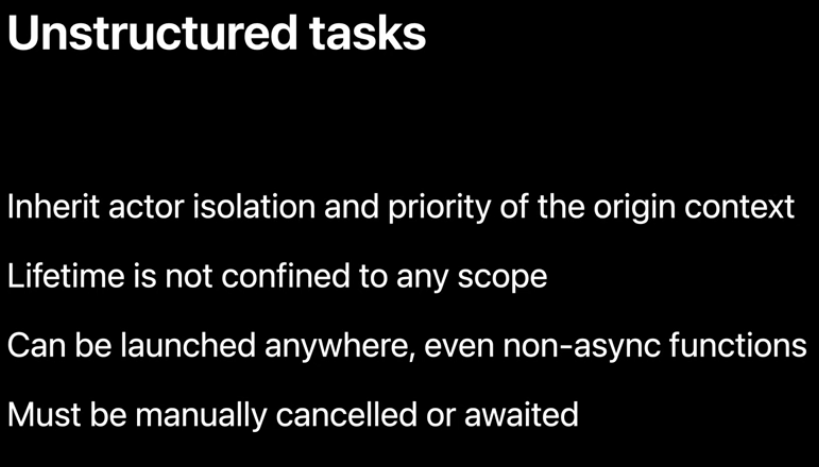 Unstructured tasks
Inherit actor isolation and priority of the origin context
Lifetime is not confined to any scope
Can be launched anywhere, even non-async functions
Must be manually cancelled or awaited